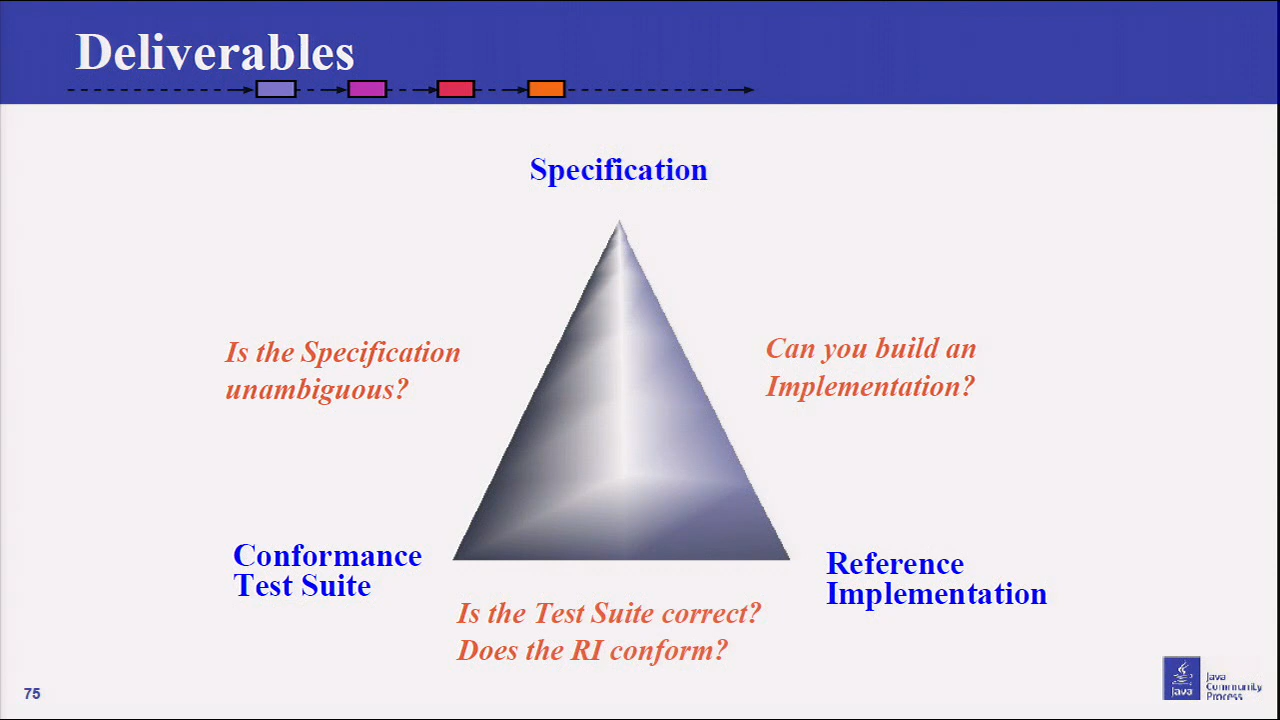 Deliverables
Specification
Is the Specification
unambiguous?
Can you build an
Implementation?
Conformance
Test Suite
Reference
Implementation
Is the Test Suite correct?
Does the RI conform?
75
Java
Java
Community
Process